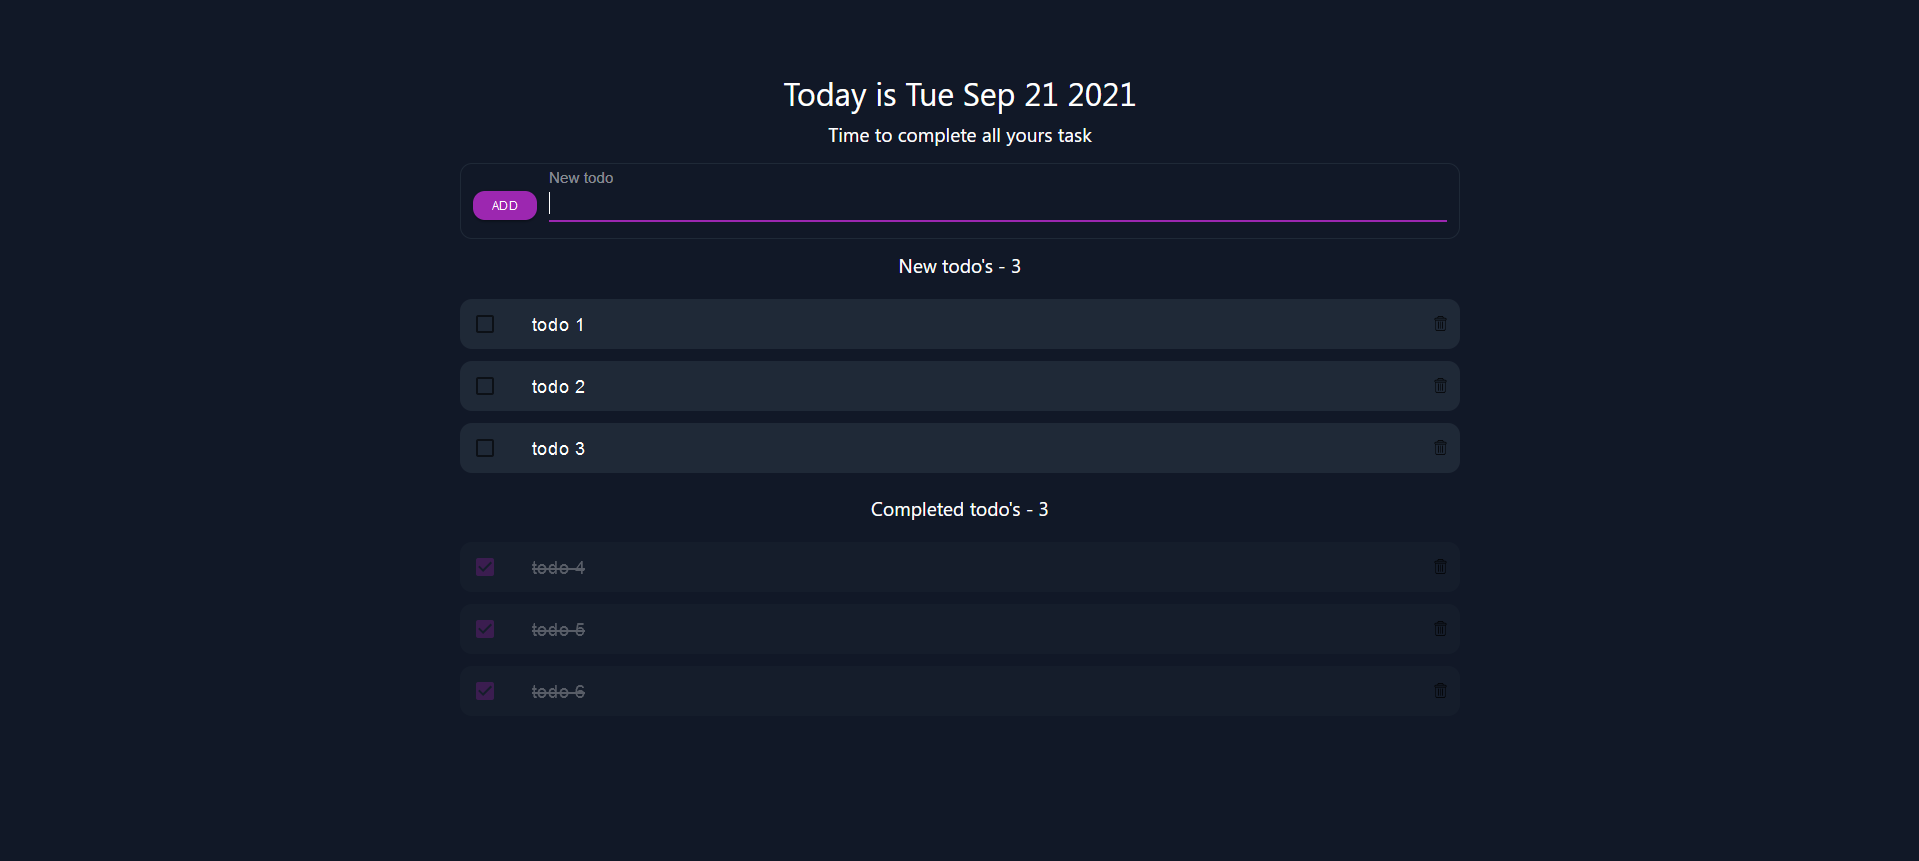 Today is Tue Sep 21 2021
Time to complete all yours task
New todo
ADD
New todo's - 3
todo 1
todo 2
todo 3
Completed todo's - 3
todo 4
todo 5
todo 6